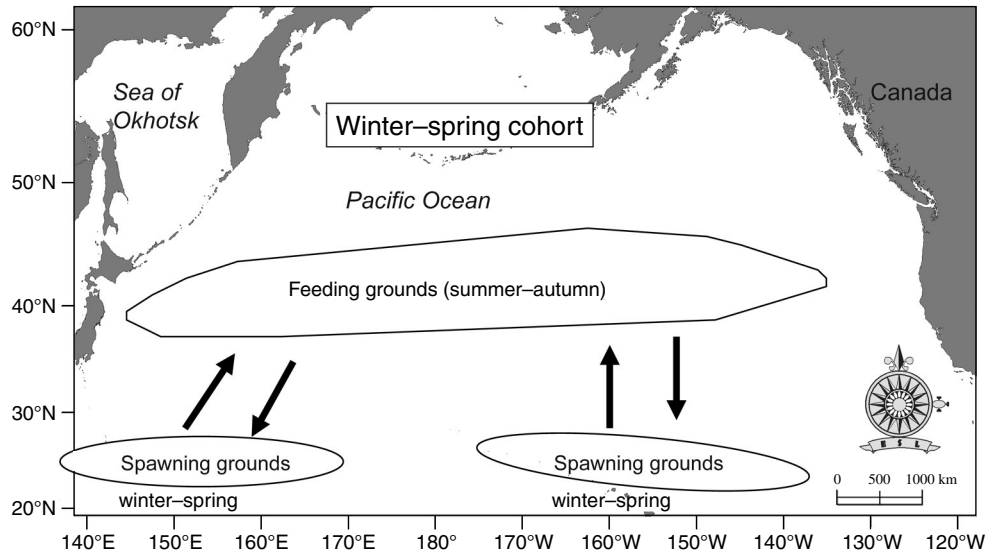 60°N
Sea of
Okhotsk
Canada
Winter–spring cohort
50°N
Pacific Ocean
Feeding grounds (summer–autumn)
40°N
30°N
E S L
Spawning grounds
Spawning grounds
0 500 1000 km
winter–spring
winter–spring
20°N
140°E 150°E 160°E 170°E 180° 170°W 160°W 150°W 140°W 130°W 120°W